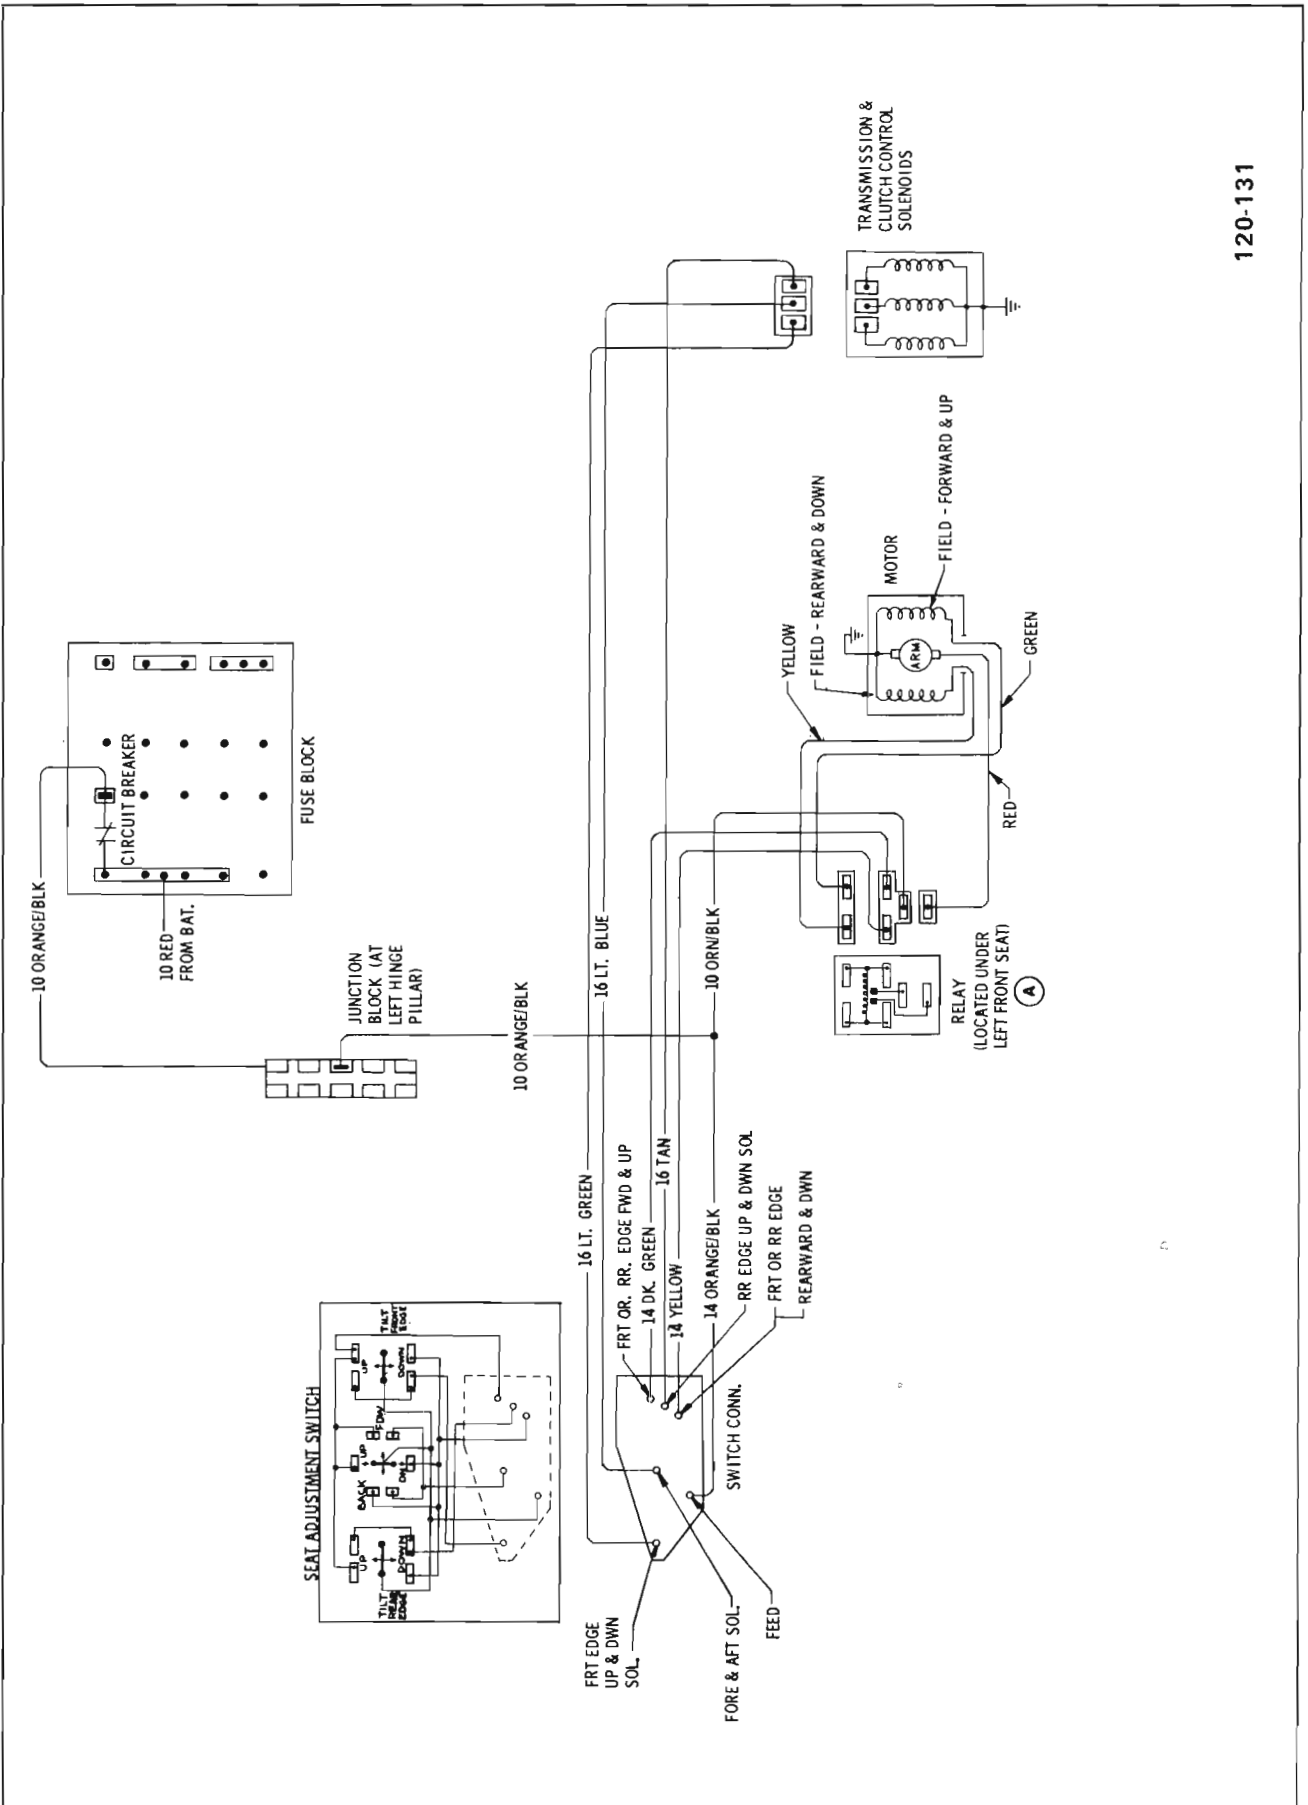 SEAT ADJUSTMENT SWITCH
TILT
REAR
EDGE
UP
DOWN
BACK
UP
DN
FDW
UP
DOWN
TILT
FRONT
EDGE
10 ORANGE/BLK
10 RED
FROM BAT.
CIRCUIT BREAKER
FUSE BLOCK
JUNCTION
BLOCK (AT
LEFT HINGE
PILLAR)
10 ORANGE/BLK
FRT EDGE
UP & DWN
SOL.
FORE & AFT SOL.
FEED
SWITCH CONN.
16 LT. GREEN
16 LT. BLUE
FRT OR. RR. EDGE FWD & UP
14 DK. GREEN
16 TAN
14 YELLOW
14 ORANGE/BLK
10 ORN/BLK
RR EDGE UP & DWN SOL
FRT OR RR EDGE
REARWARD & DWN
RELAY
(LOCATED UNDER
LEFT FRONT SEAT)
A
YELLOW
FIELD - REARWARD & DOWN
MOTOR
ARM
FIELD - FORWARD & UP
RED
GREEN
TRANSMISSION &
CLUTCH CONTROL
SOLENOIDS
120-131